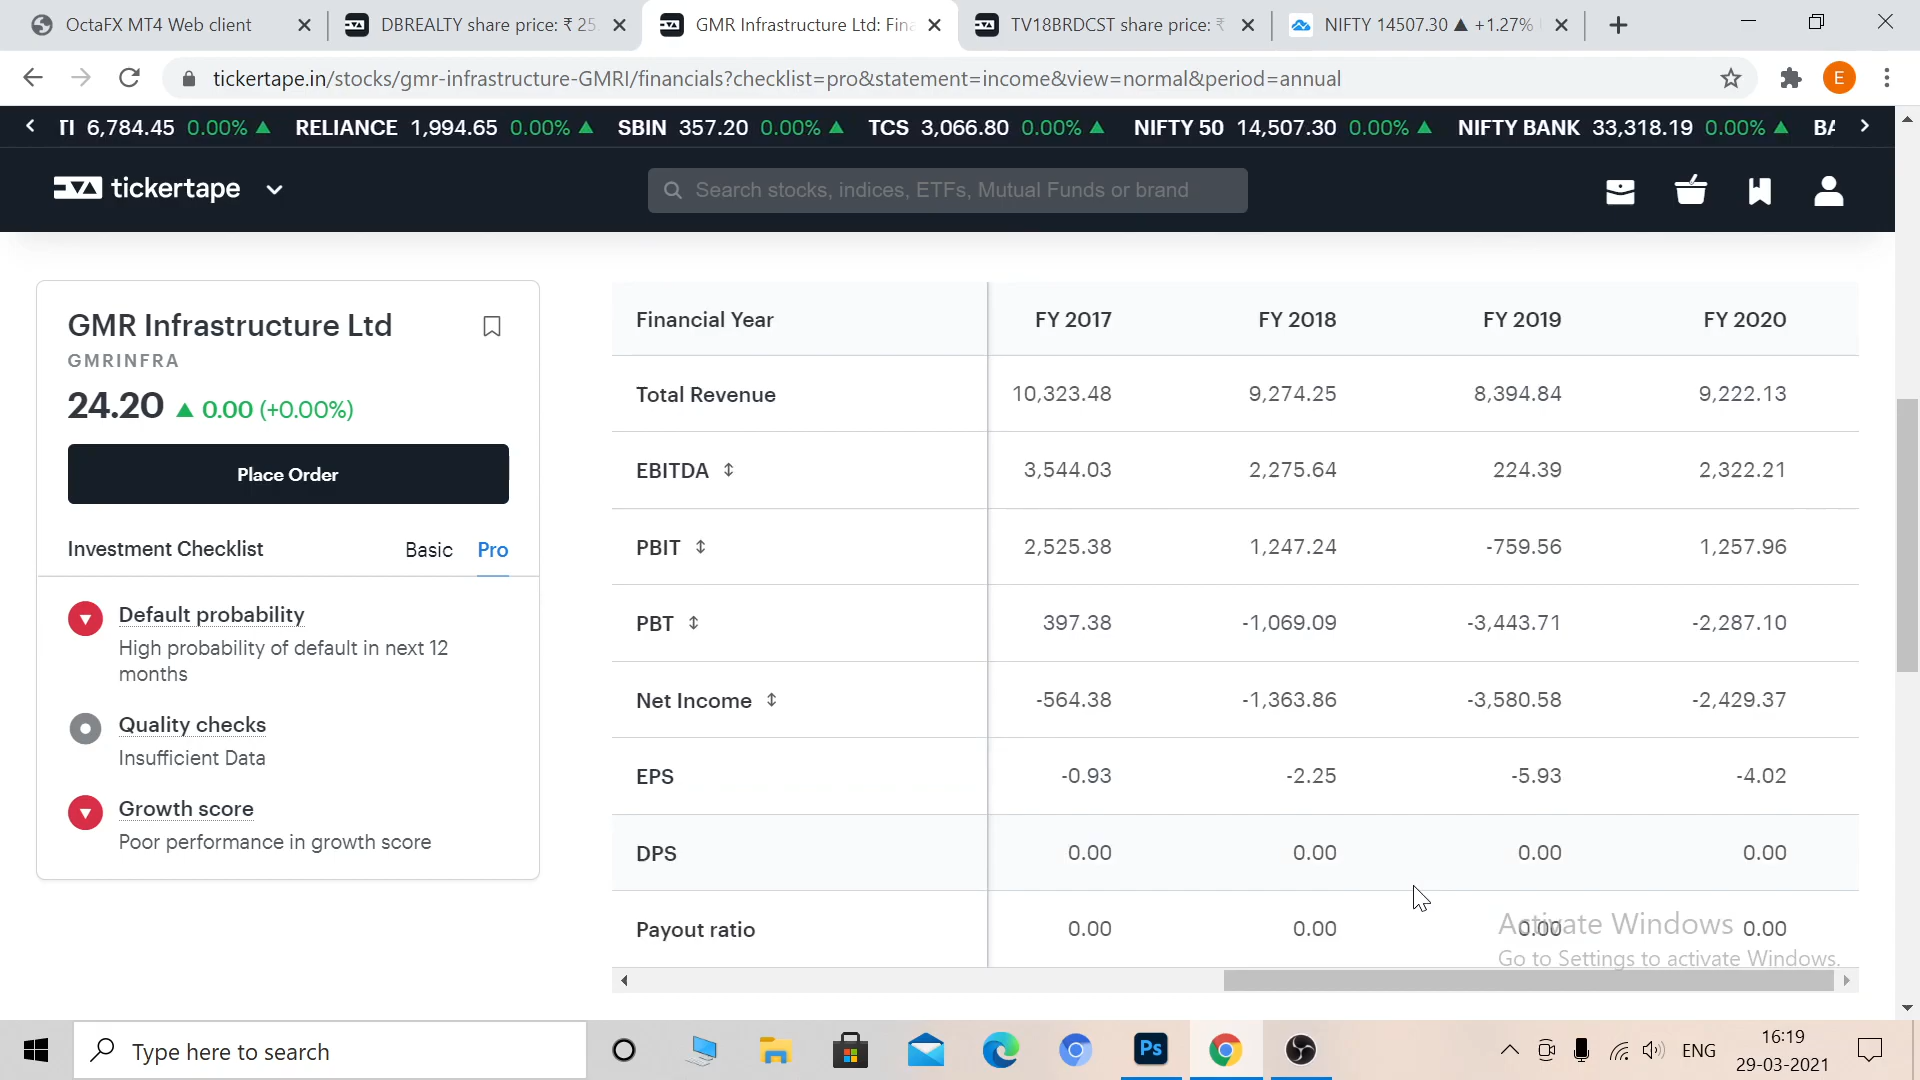 OctaFX MT4 Web client
DBREALTY share price: ₹ 25
GMR Infrastructure Ltd: Fina
TV18BRDCST share price: ₹
NIFTY 14507.30 ▲ +1.27%
tickertape.in/stocks/gmr-infrastructure-GMRI/financials?checklist=pro&statement=income&view=normal&period=annual
E
TI 6,784.45 0.00% ▲ RELIANCE 1,994.65 0.00% ▲ SBIN 357.20 0.00% ▲ TCS 3,066.80 0.00% ▲ NIFTY 50 14,507.30 0.00% ▲ NIFTY BANK 33,318.19 0.00% ▲ BA
tickertape
Search stocks, indices, ETFs, Mutual Funds or brand
GMR Infrastructure Ltd
GMRINFRA
24.20 ▲ 0.00 (+0.00%)
Place Order
Investment Checklist Basic Pro
Default probability
High probability of default in next 12
months
Quality checks
Insufficient Data
Growth score
Poor performance in growth score
Financial Year FY 2017 FY 2018 FY 2019 FY 2020
Total Revenue 10,323.48 9,274.25 8,394.84 9,222.13
EBITDA 3,544.03 2,275.64 224.39 2,322.21
PBIT 2,525.38 1,247.24 -759.56 1,257.96
PBT 397.38 -1,069.09 -3,443.71 -2,287.10
Net Income -564.38 -1,363.86 -3,580.58 -2,429.37
EPS -0.93 -2.25 -5.93 -4.02
DPS 0.00 0.00 0.00 0.00
Payout ratio 0.00 0.00 0.00 0.00
Activate Windows
Go to Settings to activate Windows.
Type here to search
Ps
ENG
16:19
29-03-2021